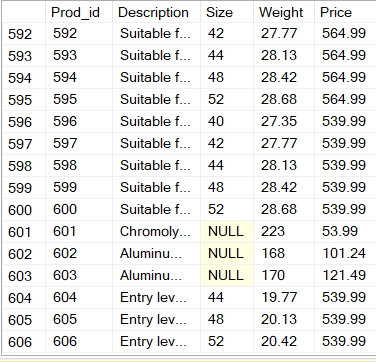 Prod_id Description Size Weight Price
592 592 Suitable f... 42 27.77 564.99
593 593 Suitable f... 44 28.13 564.99
594 594 Suitable f... 48 28.42 564.99
595 595 Suitable f... 52 28.68 564.99
596 596 Suitable f... 40 27.35 539.99
597 597 Suitable f... 42 27.77 539.99
598 598 Suitable f... 44 28.13 539.99
599 599 Suitable f... 48 28.42 539.99
600 600 Suitable f... 52 28.68 539.99
601 601 Chromoly... NULL 223 53.99
602 602 Aluminu... NULL 168 101.24
603 603 Aluminu... NULL 170 121.49
604 604 Entry lev... 44 19.77 539.99
605 605 Entry lev... 48 20.13 539.99
606 606 Entry lev... 52 20.42 539.99